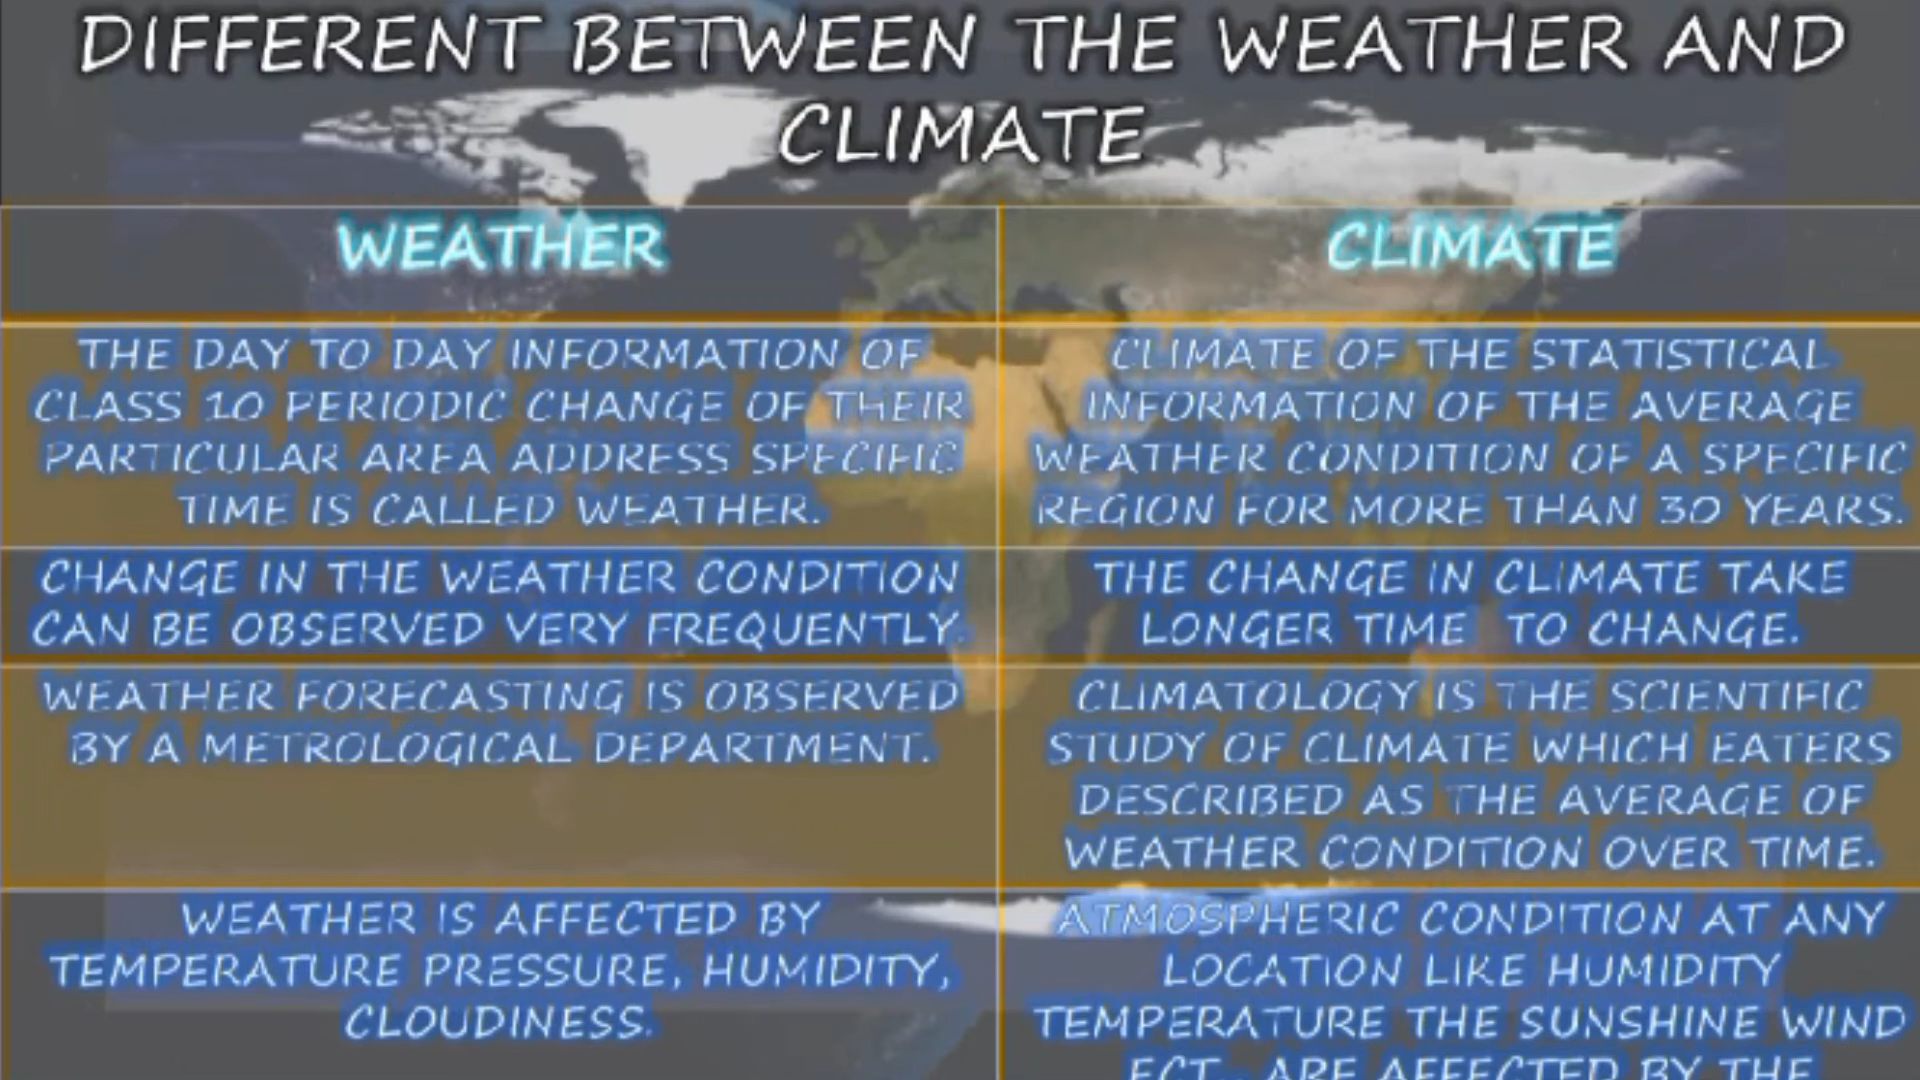 DIFFERENT BETWEEN THE WEATHER AND
CLIMATE
WEATHER
CLIMATE
THE DAY TO DAY INFORMATION OF
CLASS 10 PERIODIC CHANGE OF THEIR
PARTICULAR AREA ADDRESS SPECIFIC
TIME IS CALLED WEATHER.
CLIMATE OF THE STATISTICAL
INFORMATION OF THE AVERAGE
WEATHER CONDITION OF A SPECIFIC
REGION FOR MORE THAN 30 YEARS.
CHANGE IN THE WEATHER CONDITION
CAN BE OBSERVED VERY FREQUENTLY.
THE CHANGE IN CLIMATE TAKE
LONGER TIME TO CHANGE.
WEATHER FORECASTING IS OBSERVED
BY A METROLOGICAL DEPARTMENT.
CLIMATOLOGY IS THE SCIENTIFIC
STUDY OF CLIMATE WHICH EATERS
DESCRIBED AS THE AVERAGE OF
WEATHER CONDITION OVER TIME.
WEATHER IS AFFECTED BY
TEMPERATURE PRESSURE, HUMIDITY,
CLOUDINESS.
ATMOSPHERIC CONDITION AT ANY
LOCATION LIKE HUMIDITY
TEMPERATURE THE SUNSHINE WIND
ECT.. ARE AFFECTED BY THE